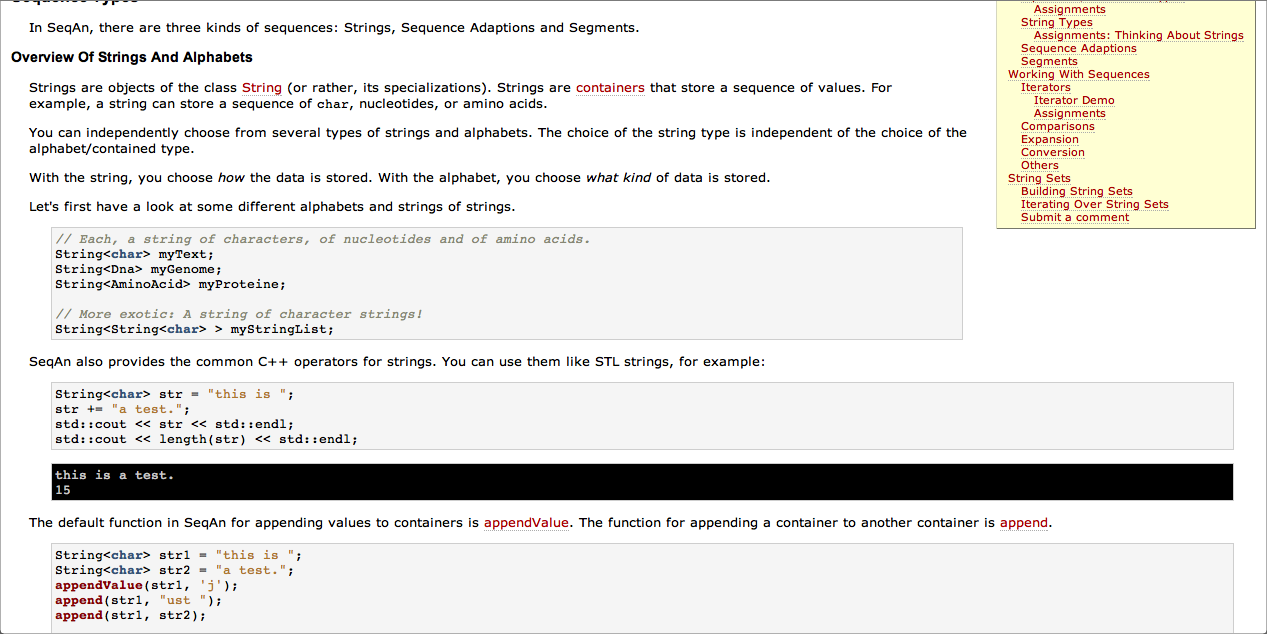 Sequence Types
In SeqAn, there are three kinds of sequences: Strings, Sequence Adaptions and Segments.
Overview Of Strings And Alphabets
Strings are objects of the class String (or rather, its specializations). Strings are containers that store a sequence of values. For
example, a string can store a sequence of char, nucleotides, or amino acids.
You can independently choose from several types of strings and alphabets. The choice of the string type is independent of the choice of the
alphabet/contained type.
With the string, you choose how the data is stored. With the alphabet, you choose what kind of data is stored.
Let's first have a look at some different alphabets and strings of strings.
// Each, a string of characters, of nucleotides and of amino acids.
String<char> myText;
String<Dna> myGenome;
String<AminoAcid> myProteine;
// More exotic: A string of character strings!
String<String<char> > myStringList;
SeqAn also provides the common C++ operators for strings. You can use them like STL strings, for example:
String<char> str = "this is ";
str += "a test.";
std::cout << str << std::endl;
std::cout << length(str) << std::endl;
this is a test.
15
The default function in SeqAn for appending values to containers is appendValue. The function for appending a container to another container is append.
String<char> str1 = "this is ";
String<char> str2 = "a test.";
appendValue(str1, 'j');
append(str1, "ust ");
append(str1, str2);
Assignments
String Types
Assignments: Thinking About Strings
Sequence Adaptions
Segments
Working With Sequences
Iterators
Iterator Demo
Assignments
Comparisons
Expansion
Conversion
Others
String Sets
Building String Sets
Iterating Over String Sets
Submit a comment